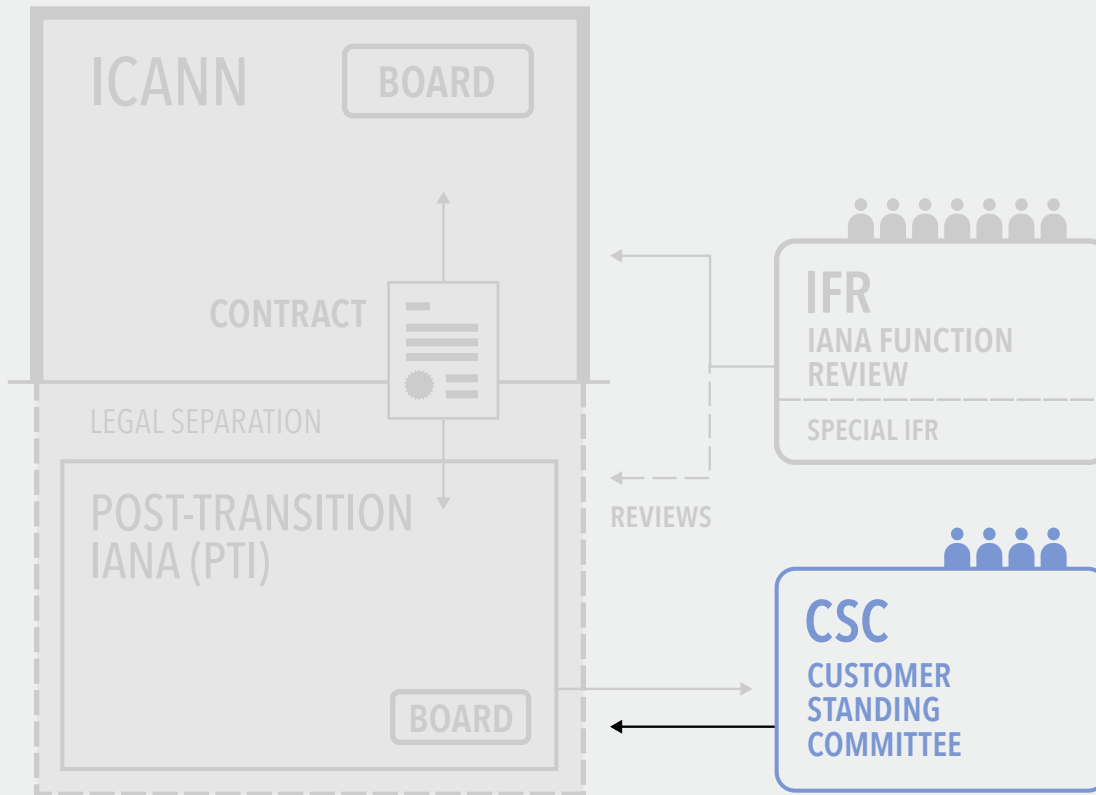 ICANN
BOARD
CONTRACT
LEGAL SEPARATION
POST-TRANSITION
IANA (PTI)
BOARD
REVIEWS
IFR
IANA FUNCTION
REVIEW
SPECIAL IFR
CSC
CUSTOMER
STANDING
COMMITTEE